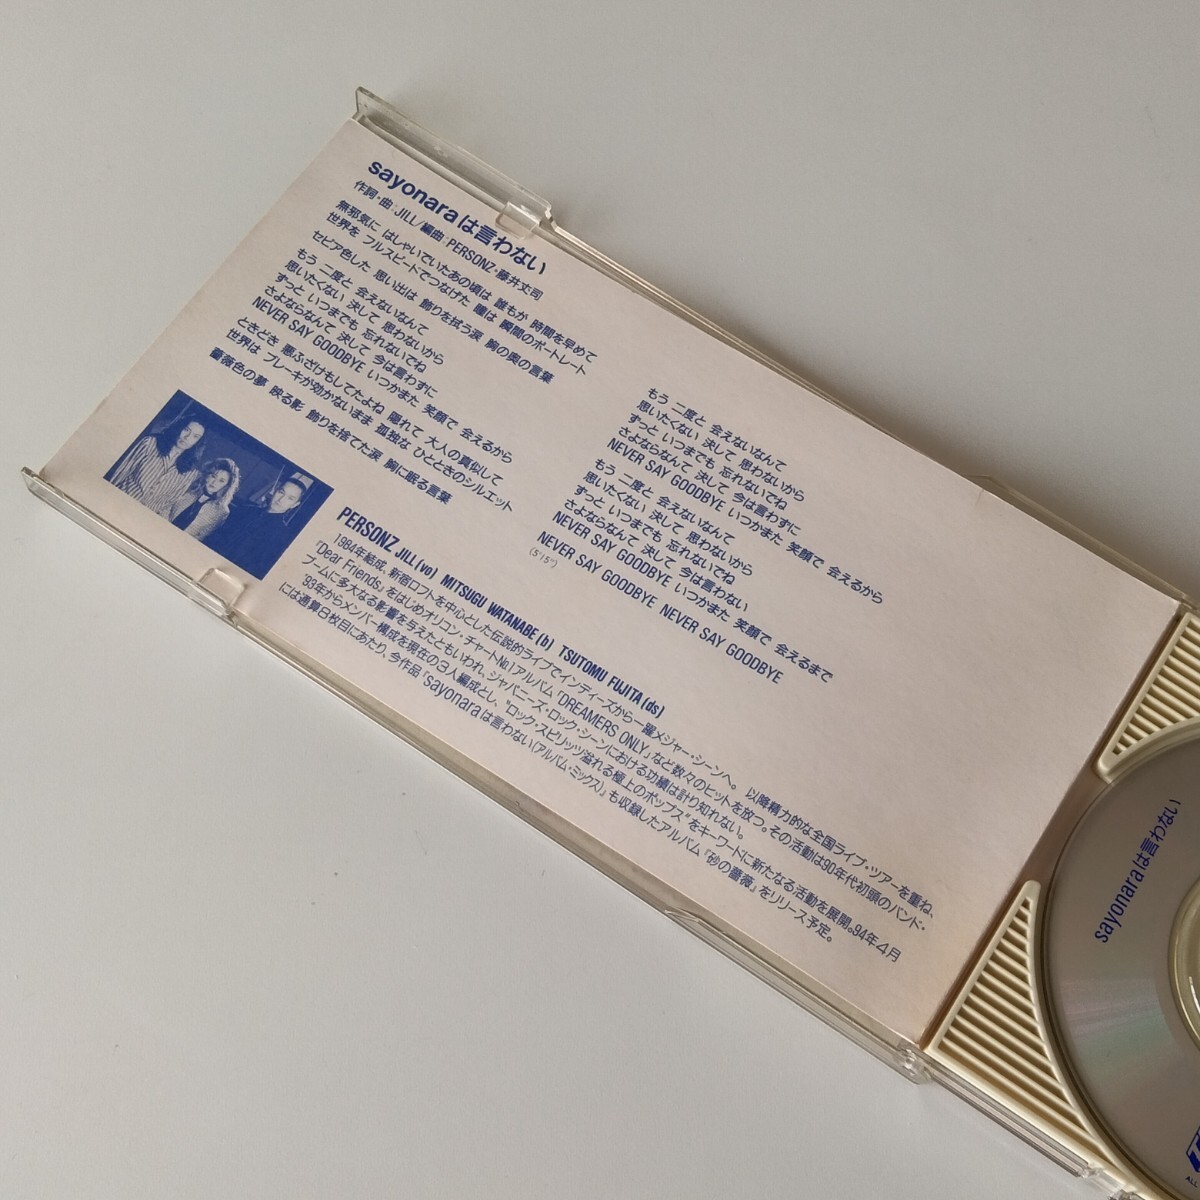 sayonaraは言わない
作詞・曲：JILL/編曲：PERSONZ・藤井丈司
無邪気に はしゃいでいたあの頃は 誰もが 時間を早めて
世界を フルスピードでつなげた 瞳は 瞬間のポートレート
セピア色した 思い出は 飾りを拭う涙 胸の奥の言葉
もう 二度と 会えないなんて
思いたくない 決して 思わないから
ずっと いつまでも 忘れないでね
さよならなんて 決して 今は言わずに
NEVER SAY GOODBYE いつかまた 笑顔で 会えるから
ときどき 悪ふざけもしてたよね 隠れて 大人の真似して
世界は ブレーキが効かないまま 孤独な ひとときのシルエット
薔薇色の夢 映る影 飾りを捨てた涙 胸に眠る言葉
もう 二度と 会えないなんて
思いたくない 決して 思わないから
ずっと いつまでも 忘れないでね
さよならなんて 決して 今は言わずに
NEVER SAY GOODBYE いつかまた 笑顔で 会えるから
もう 二度と 会えないなんて
思いたくない 決して 思わないから
ずっと いつまでも 忘れないでね
さよならなんて 決して 今は言わない
NEVER SAY GOODBYE いつかまた 笑顔で 会えるまで
NEVER SAY GOODBYE NEVER SAY GOODBYE
(5'15")
PERSONZ JILL(vo) MITSUGU WATANABE(b) TSUTOMU FUJITA(ds)
1984年結成、新宿ロフトを中心とした伝説的ライブでインディーズから一躍メジャー・シーンへ。以降精力的な全国ライブ・ツアーを重ね、
『Dear Friends』をはじめオリコン・チャート№1アルバム『DREAMERS ONLY』など数々のヒットを放つ。その活動は90年代初頭のバンド・
ブームに多大なる影響を与えたともいわれ、ジャパニーズ・ロック・シーンにおける功績は計り知れない。
'93年からメンバー構成を現在の3人編成とし、“ロック・スピリッツ溢れる極上のポップス”をキーワードに新たなる活動を展開。94年4月
には通算8枚目にあたり、今作品『sayonaraは言わない(アルバム・ミックス)』も収録したアルバム『砂の薔薇』をリリース予定。
sayonaraは言わない